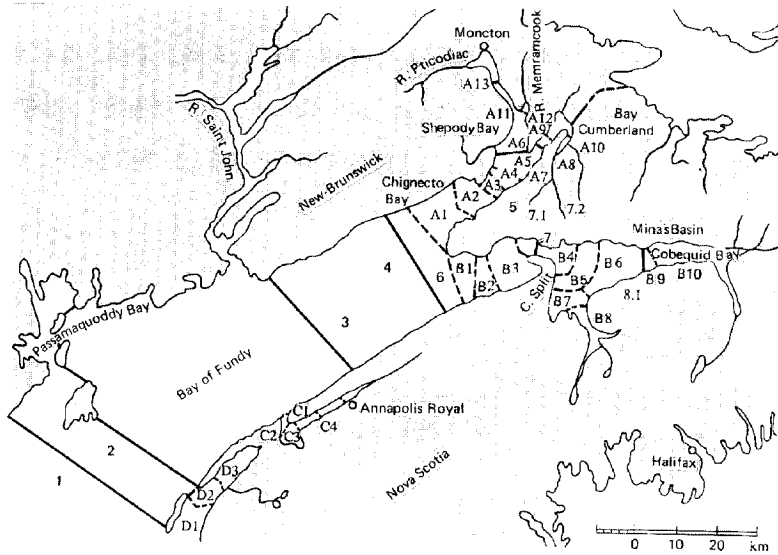 Moncton
R. Pticodiac
R. Memramcook
A13
R. Saint John
A11
A12
A9
Bay
Cumberland
Shepody Bay
A10
A6
A8
A5
A4
A7
New-Brunswick
Chignecto
Bay
A3
A2
A1
5
7.1
7.2
Mina's Basin
7
4
B4
B6
Cobequid Bay
B1
B3
6
B2
B5
B9
B10
C. Split
B7
8.1
B8
3
Passamaquoddy Bay
Bay of Fundy
C1
Annapolis Royal
C2
C3
C4
2
1
D3
D2
D1
Nova Scotia
Halifax
0 10 20 km